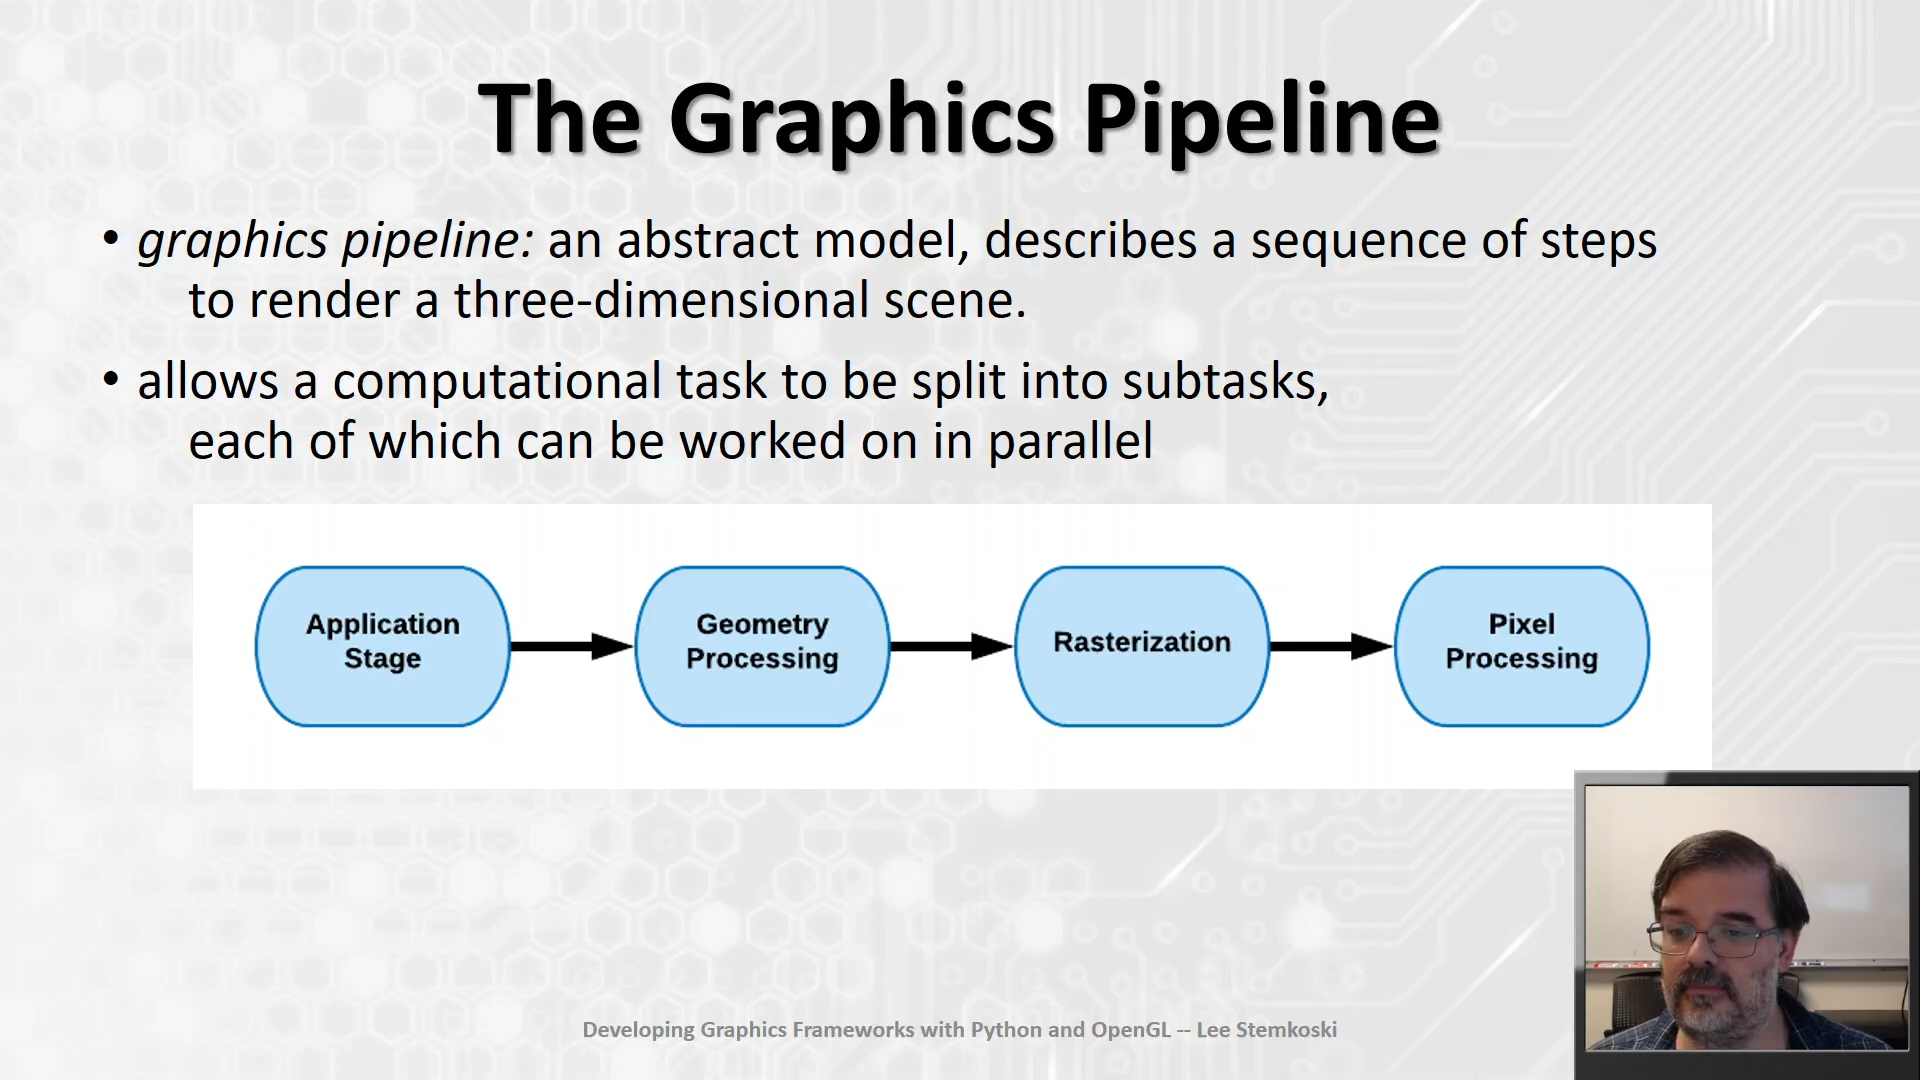 The Graphics Pipeline
• graphics pipeline: an abstract model, describes a sequence of steps
to render a three-dimensional scene.
• allows a computational task to be split into subtasks,
each of which can be worked on in parallel
Application
Stage
Geometry
Processing
Rasterization
Pixel
Processing
Developing Graphics Frameworks with Python and OpenGL -- Lee Stemkoski